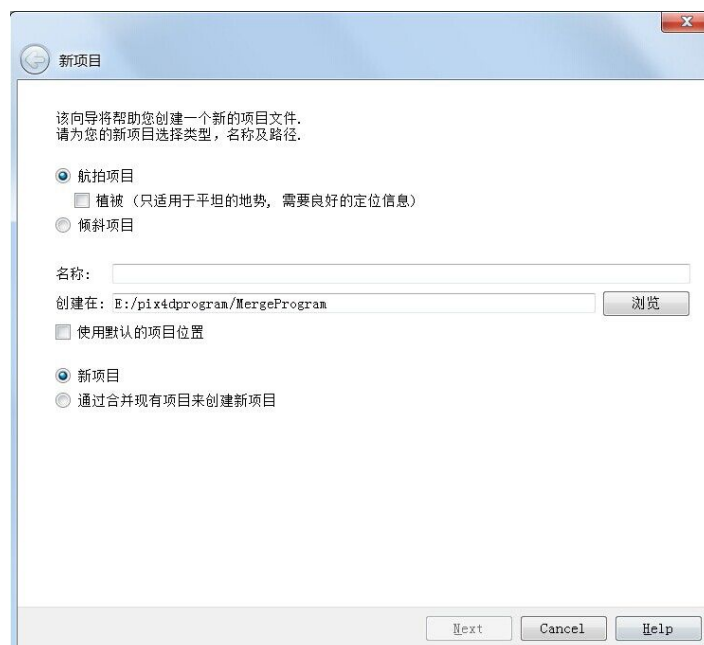 新项目
该向导将帮助您创建一个新的项目文件.
请为您的新项目选择类型，名称及路径.
航拍项目
植被（只适用于平坦的地势, 需要良好的定位信息）
倾斜项目
名称:
创建在: E:/pix4dprogram/MergeProgram 浏览
使用默认的项目位置
新项目
通过合并现有项目来创建新项目
Next Cancel Help